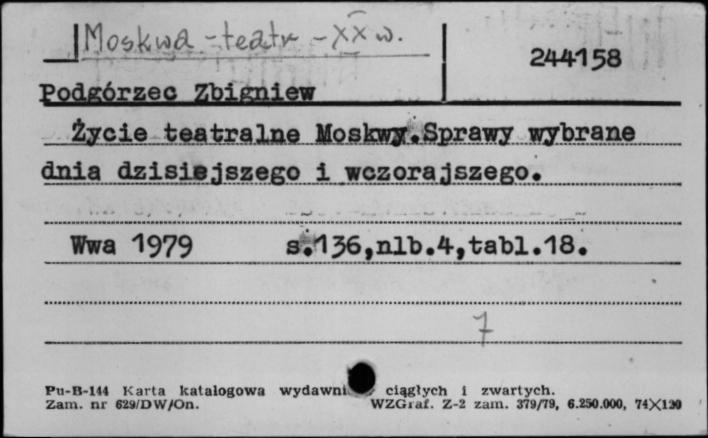 Moskwa - teatr - XX w.
244158
Podgórzec Zbigniew
Życie teatralne Moskwy.Sprawy wybrane
dnia dzisiejszego i wczorajszego.
Wwa 1979 s.136,nlb.4,tabl.18.
7
Pu-B-144 Karta katalogowa wydawni ciągłych i zwartych.
Zam. nr 629/DW/On. WZGraf. Z-2 zam. 379/79, 6.250.000, 74X120